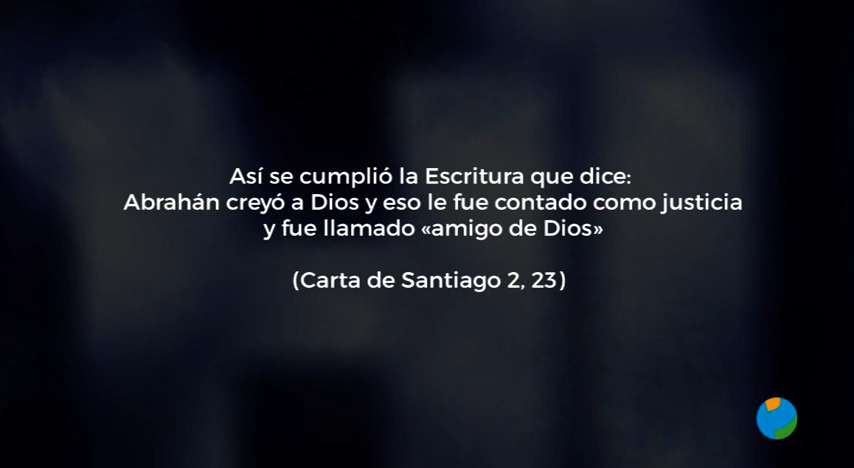 Así se cumplió la Escritura que dice:
Abrahán creyó a Dios y eso le fue contado como justicia
y fue llamado «amigo de Dios»
(Carta de Santiago 2, 23)